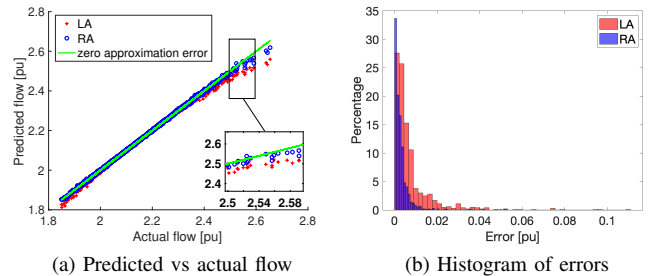 LA
RA
zero approximation error
Predicted flow [pu]
2.8
2.6
2.4
2.2
2
1.8
2.6
2.5
2.4
2.5 2.54 2.58
1.8 2 2.2 2.4 2.6 2.8
Actual flow [pu]
(a) Predicted vs actual flow
LA
RA
Percentage
35
30
25
20
15
10
5
0
0 0.02 0.04 0.06 0.08 0.1
Error [pu]
(b) Histogram of errors